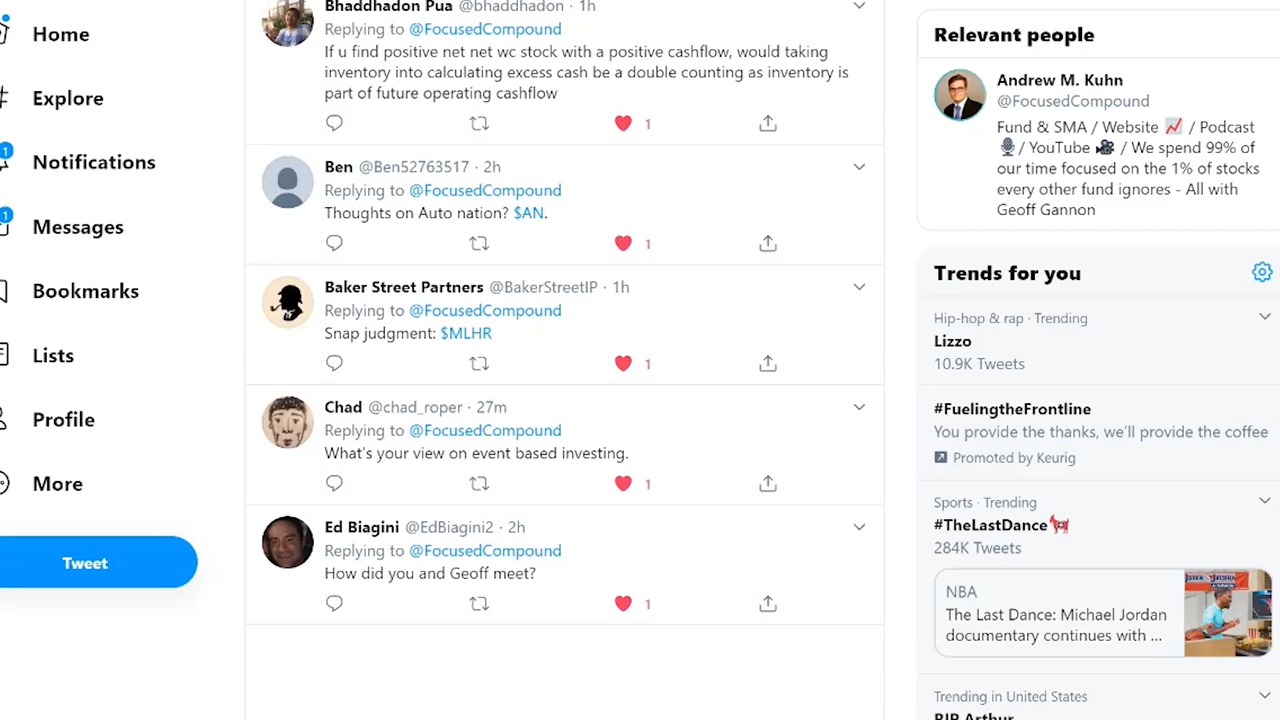 Home
Explore
1
Notifications
1
Messages
Bookmarks
Lists
Profile
More
Tweet
Bhaddhadon Pua @bhaddhadon · 1h
Replying to @FocusedCompound
If u find positive net net wc stock with a positive cashflow, would taking
inventory into calculating excess cash be a double counting as inventory is
part of future operating cashflow
1
Ben @Ben52763517 · 2h
Replying to @FocusedCompound
Thoughts on Auto nation? $AN.
1
Baker Street Partners @BakerStreetIP · 1h
Replying to @FocusedCompound
Snap judgment: $MLHR
1
Chad @chad_roper · 27m
Replying to @FocusedCompound
What's your view on event based investing.
1
Ed Biagini @EdBiagini2 · 2h
Replying to @FocusedCompound
How did you and Geoff meet?
1
Relevant people
Andrew M. Kuhn
@FocusedCompound
Fund & SMA / Website 📈 / Podcast
🎙/ YouTube 🎥 / We spend 99% of
our time focused on the 1% of stocks
every other fund ignores - All with
Geoff Gannon
Trends for you
Hip-hop & rap · Trending
Lizzo
10.9K Tweets
#FuelingtheFrontline
You provide the thanks, we'll provide the coffee
Promoted by Keurig
Sports · Trending
#TheLastDance
284K Tweets
NBA
The Last Dance: Michael Jordan
documentary continues with ...
Trending in United States
RIP Arthur